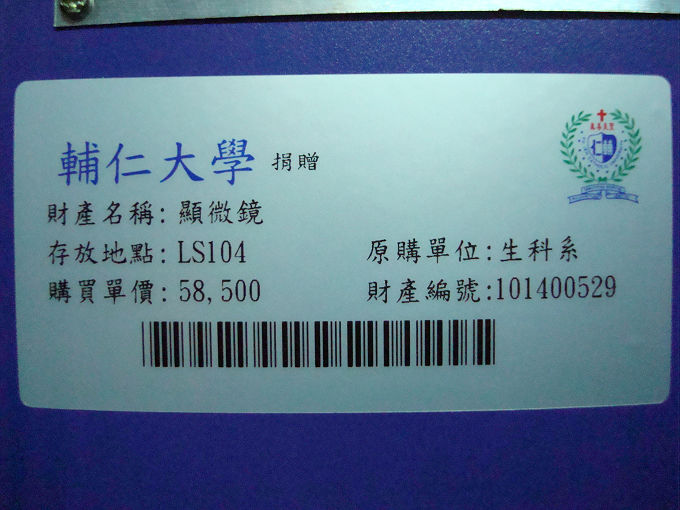 輔仁大學 捐贈
財產名稱: 顯微鏡
存放地點: LS104 原購單位: 生科系
購買單價: 58,500 財產編號:101400529